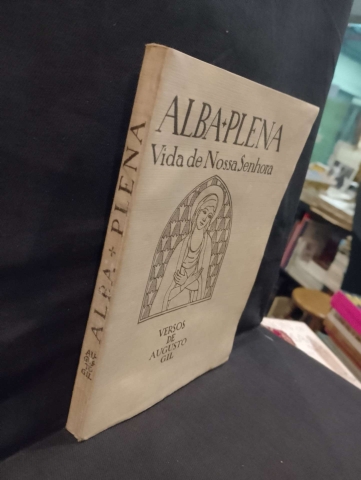 ALBA+PLENA
Vida de Nossa Senhora
VERSOS
DE
AUGUSTO
GIL
ALBA + PLENA